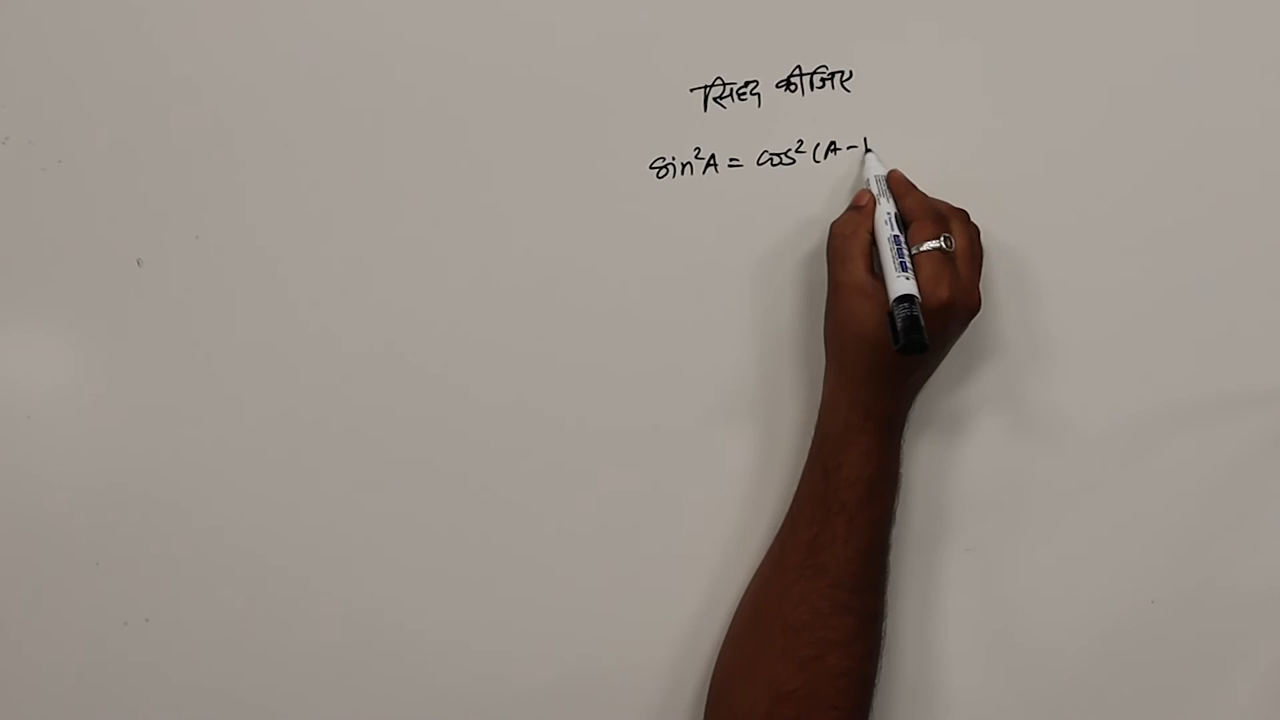 सिद्ध कीजिए
sin²A = cos²(A -